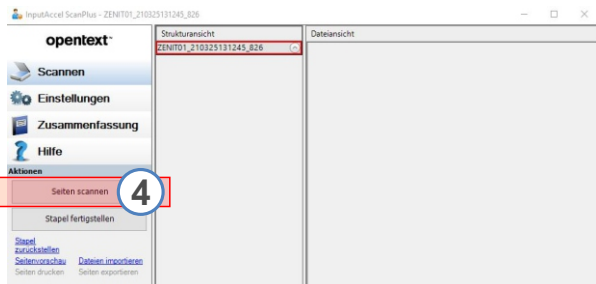 InputAccel ScanPlus - ZENIT01_210325131245_826
opentext™
Scannen
Einstellungen
Zusammenfassung
Hilfe
Aktionen
Seiten scannen
4
Stapel fertigstellen
Stapel
zurückstellen
Seitenvorschau Dateien importieren
Seiten drucken Seiten exportieren
Strukturansicht
ZENIT01_210325131245_826
Dateiansicht